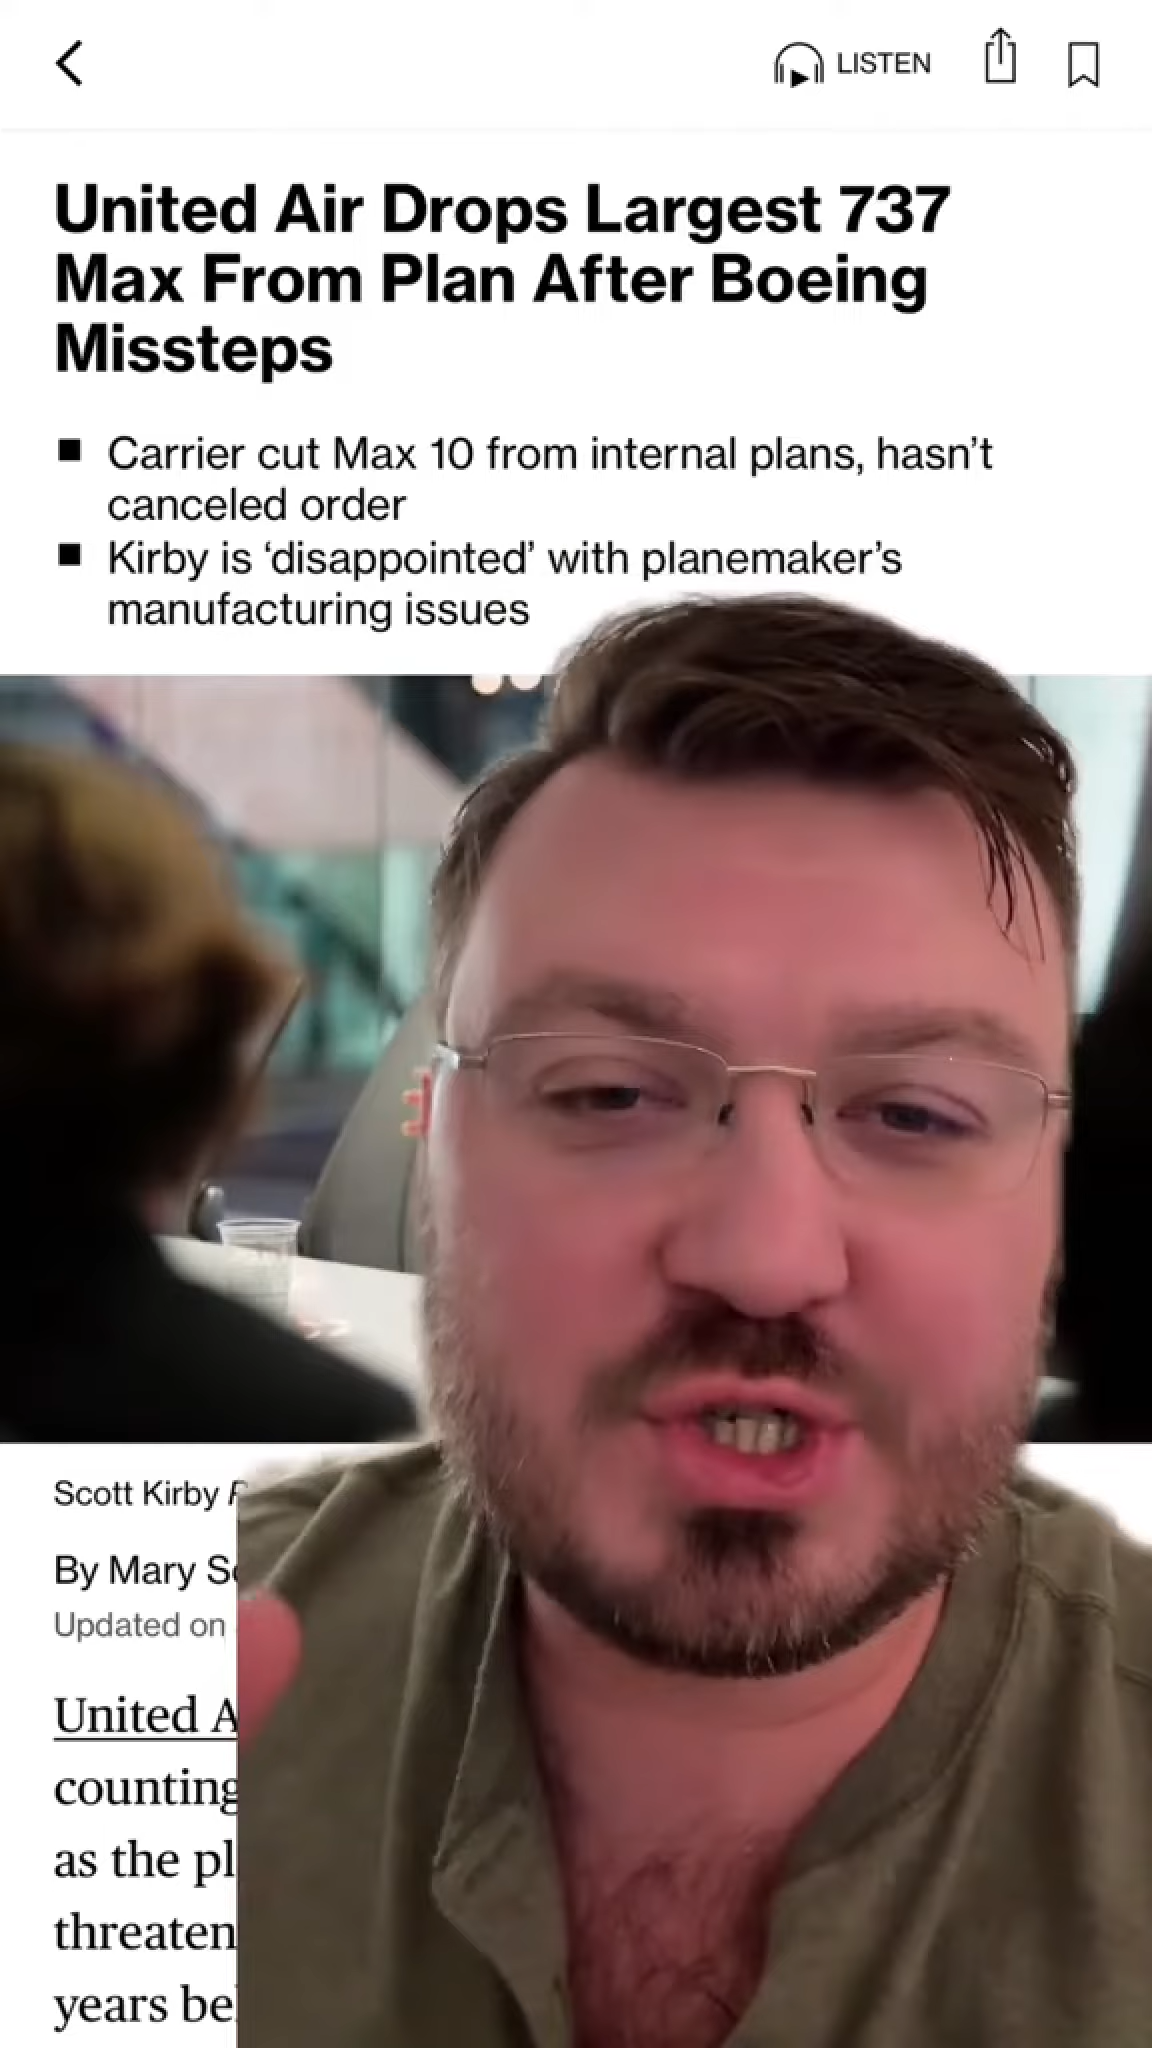 LISTEN
United Air Drops Largest 737
Max From Plan After Boeing
Missteps
Carrier cut Max 10 from internal plans, hasn't
canceled order
Kirby is ‘disappointed’ with planemaker's
manufacturing issues
Scott Kirby
By Mary
Updated on
United
counting
as the
threaten
years